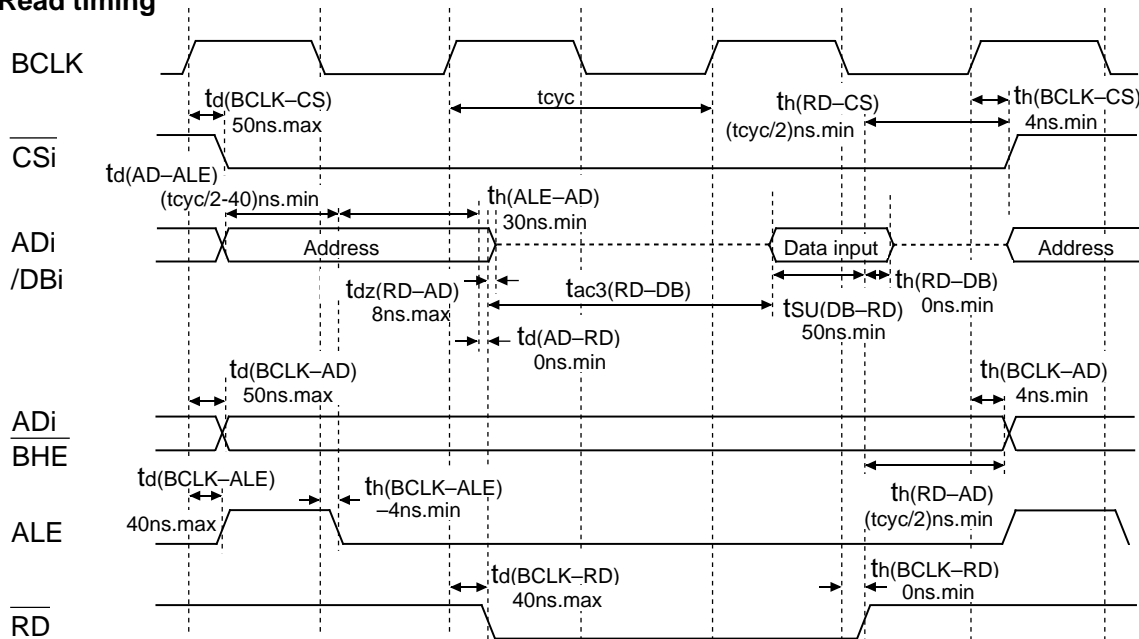 Read timing
BCLK
td(BCLK–CS)
50ns.max
tcyc
th(RD–CS)
(tcyc/2)ns.min
th(BCLK–CS)
4ns.min
CSi
td(AD–ALE)
(tcyc/2-40)ns.min
th(ALE–AD)
30ns.min
ADi
/DBi
Address
Data input
Address
tdz(RD–AD)
8ns.max
tac3(RD–DB)
tSU(DB–RD)
50ns.min
th(RD–DB)
0ns.min
td(AD–RD)
0ns.min
td(BCLK–AD)
50ns.max
th(BCLK–AD)
4ns.min
ADi
BHE
td(BCLK–ALE)
40ns.max
th(BCLK–ALE)
–4ns.min
th(RD–AD)
(tcyc/2)ns.min
ALE
td(BCLK–RD)
40ns.max
th(BCLK–RD)
0ns.min
RD